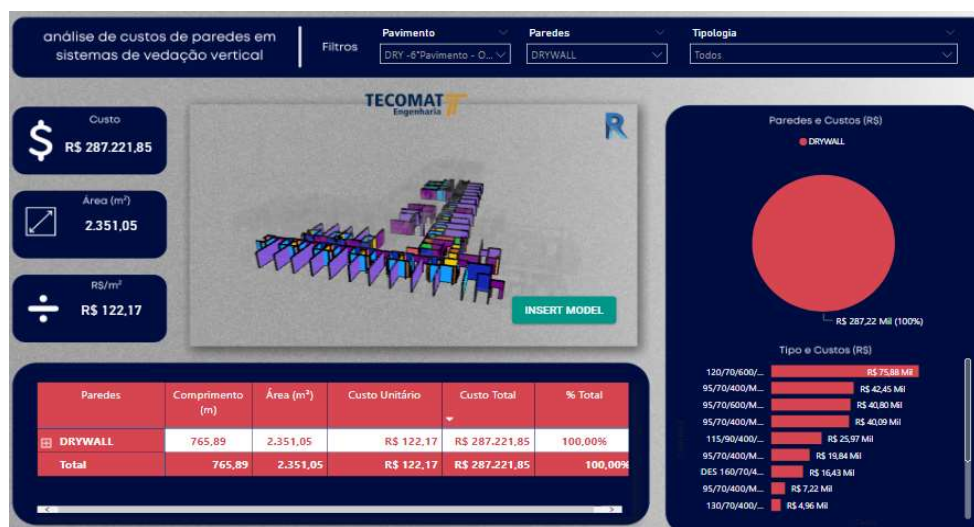 análise de custos de paredes em
sistemas de vedação vertical
Filtros
Pavimento
DRY -6°Pavimento - O...
Paredes
DRYWALL
Tipologia
Todos
Custo
$
R$ 287.221,85
Área (m²)
2.351,05
R$/m²
R$ 122,17
TECOMAT
Engenharia
R
INSERT MODEL
Paredes e Custos (R$)
DRYWALL
R$ 287,22 Mil (100%)
Tipo e Custos (R$)
120/70/600/... R$ 75,88 Mil
95/70/400/M... R$ 42,45 Mil
95/70/600/M... R$ 40,80 Mil
95/70/400/M... R$ 40,09 Mil
115/90/400/... R$ 25,97 Mil
95/70/400/M... R$ 19,84 Mil
DES 160/70/4... R$ 16,43 Mil
95/70/400/M... R$ 7,22 Mil
130/70/400/... R$ 4,96 Mil
Paredes Comprimento (m) Área (m²) Custo Unitário Custo Total % Total
DRYWALL 765,89 2.351,05 R$ 122,17 R$ 287.221,85 100,00%
Total 765,89 2.351,05 R$ 122,17 R$ 287.221,85 100,00%